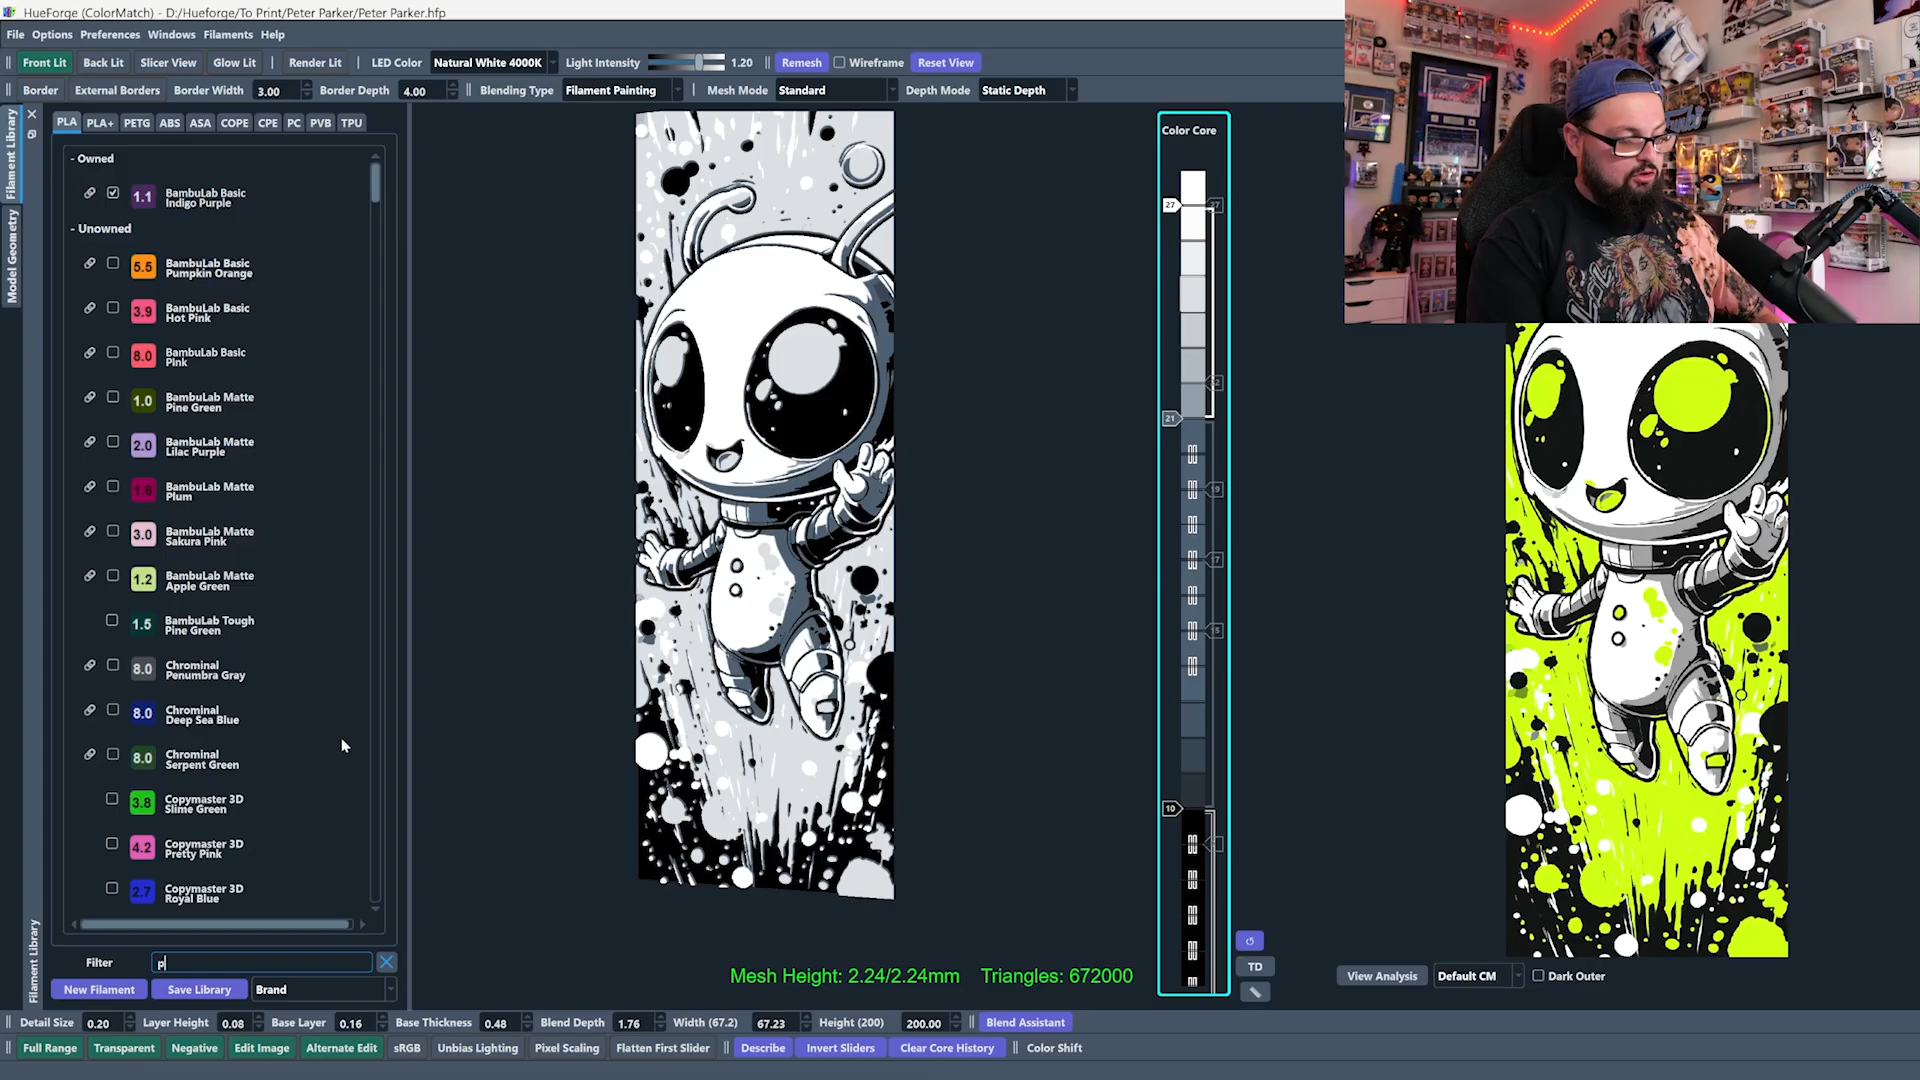 HueForge (ColorMatch) - D:/Hueforge/To Print/Peter Parker/Peter Parker.hfp
File Options Preferences Windows Filaments Help
Front Lit Back Lit Slicer View Glow Lit Render Lit LED Color Natural White 4000K Light Intensity 1.20 Remesh Wireframe Reset View
Border External Borders Border Width 3.00 Border Depth 4.00 Blending Type Filament Painting Mesh Mode Standard Depth Mode Static Depth
Filament Library
Model Geometry
PLA PLA+ PETG ABS ASA COPE CPE PC PVB TPU
- Owned
1.1 BambuLab Basic
Indigo Purple
- Unowned
5.5 BambuLab Basic
Pumpkin Orange
3.9 BambuLab Basic
Hot Pink
8.0 BambuLab Basic
Pink
1.0 BambuLab Matte
Pine Green
2.0 BambuLab Matte
Lilac Purple
1.6 BambuLab Matte
Plum
3.0 BambuLab Matte
Sakura Pink
1.2 BambuLab Matte
Apple Green
1.5 BambuLab Tough
Pine Green
8.0 Chrominal
Penumbra Gray
8.0 Chrominal
Deep Sea Blue
8.0 Chrominal
Serpent Green
3.8 Copymaster 3D
Slime Green
4.2 Copymaster 3D
Pretty Pink
2.7 Copymaster 3D
Royal Blue
Filament Library
Filter p
New Filament Save Library Brand
Color Core
27
21
19
17
15
10
TD
Mesh Height: 2.24/2.24mm Triangles: 672000
View Analysis Default CM Dark Outer
Detail Size 0.20 Layer Height 0.08 Base Layer 0.16 Base Thickness 0.48 Blend Depth 1.76 Width (67.2) 67.23 Height (200) 200.00 Blend Assistant
Full Range Transparent Negative Edit Image Alternate Edit sRGB Unbias Lighting Pixel Scaling Flatten First Slider Describe Invert Sliders Clear Core History Color Shift